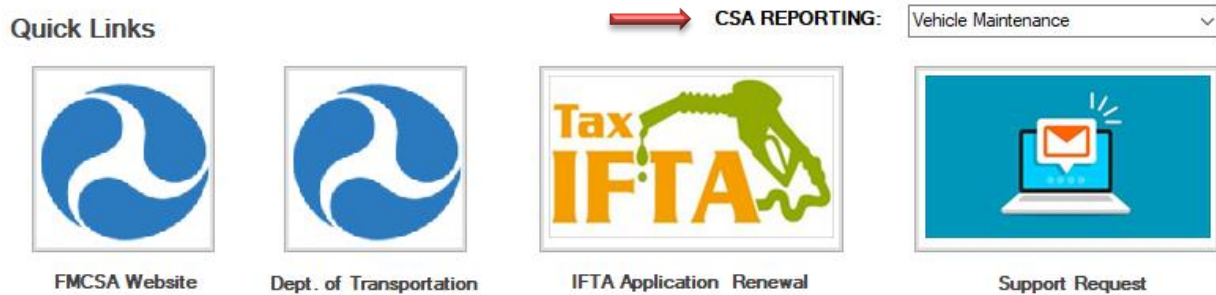 Quick Links
CSA REPORTING:
Vehicle Maintenance
Tax
IFTA
FMCSA Website
Dept. of Transportation
IFTA Application Renewal
Support Request